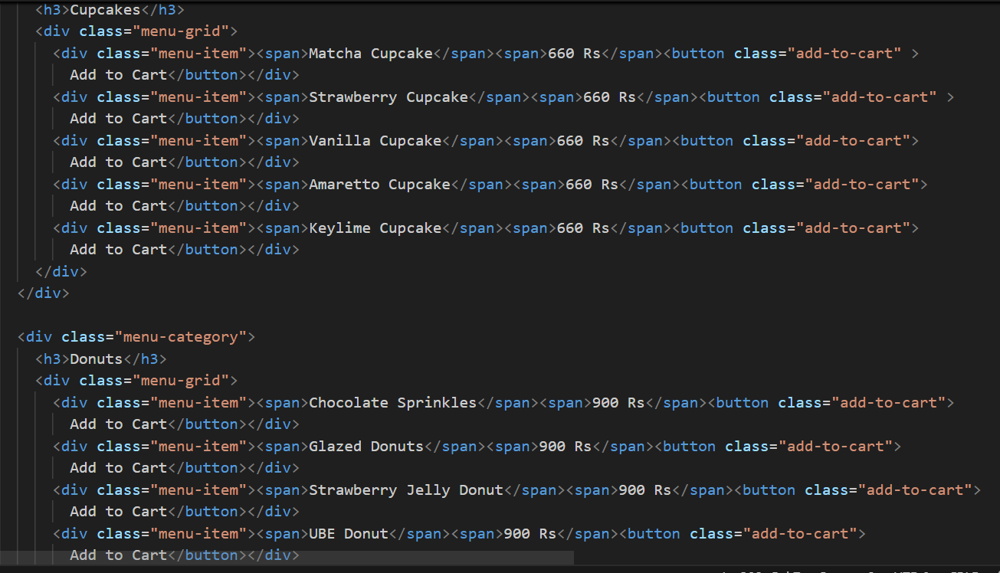 <h3>Cupcakes</h3>
<div class="menu-grid">
<div class="menu-item"><span>Matcha Cupcake</span><span>660 Rs</span><button class="add-to-cart" >
Add to Cart</button></div>
<div class="menu-item"><span>Strawberry Cupcake</span><span>660 Rs</span><button class="add-to-cart" >
Add to Cart</button></div>
<div class="menu-item"><span>Vanilla Cupcake</span><span>660 Rs</span><button class="add-to-cart">
Add to Cart</button></div>
<div class="menu-item"><span>Amaretto Cupcake</span><span>660 Rs</span><button class="add-to-cart">
Add to Cart</button></div>
<div class="menu-item"><span>Keylime Cupcake</span><span>660 Rs</span><button class="add-to-cart">
Add to Cart</button></div>
</div>
</div>
<div class="menu-category">
<h3>Donuts</h3>
<div class="menu-grid">
<div class="menu-item"><span>Chocolate Sprinkles</span><span>900 Rs</span><button class="add-to-cart">
Add to Cart</button></div>
<div class="menu-item"><span>Glazed Donuts</span><span>900 Rs</span><button class="add-to-cart">
Add to Cart</button></div>
<div class="menu-item"><span>Strawberry Jelly Donut</span><span>900 Rs</span><button class="add-to-cart">
Add to Cart</button></div>
<div class="menu-item"><span>UBE Donut</span><span>900 Rs</span><button class="add-to-cart">
Add to Cart</button></div>